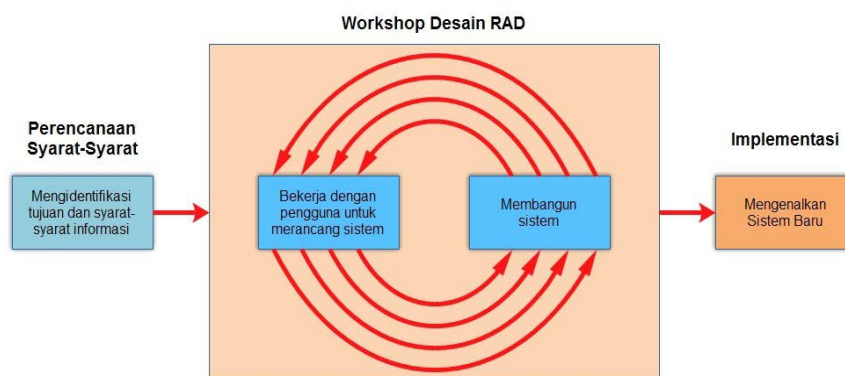 Workshop Desain RAD
Perencanaan
Syarat-Syarat
Mengidentifikasi
tujuan dan syarat-
syarat informasi
Bekerja dengan
pengguna untuk
merancang sistem
Membangun
sistem
Implementasi
Mengenalkan
Sistem Baru